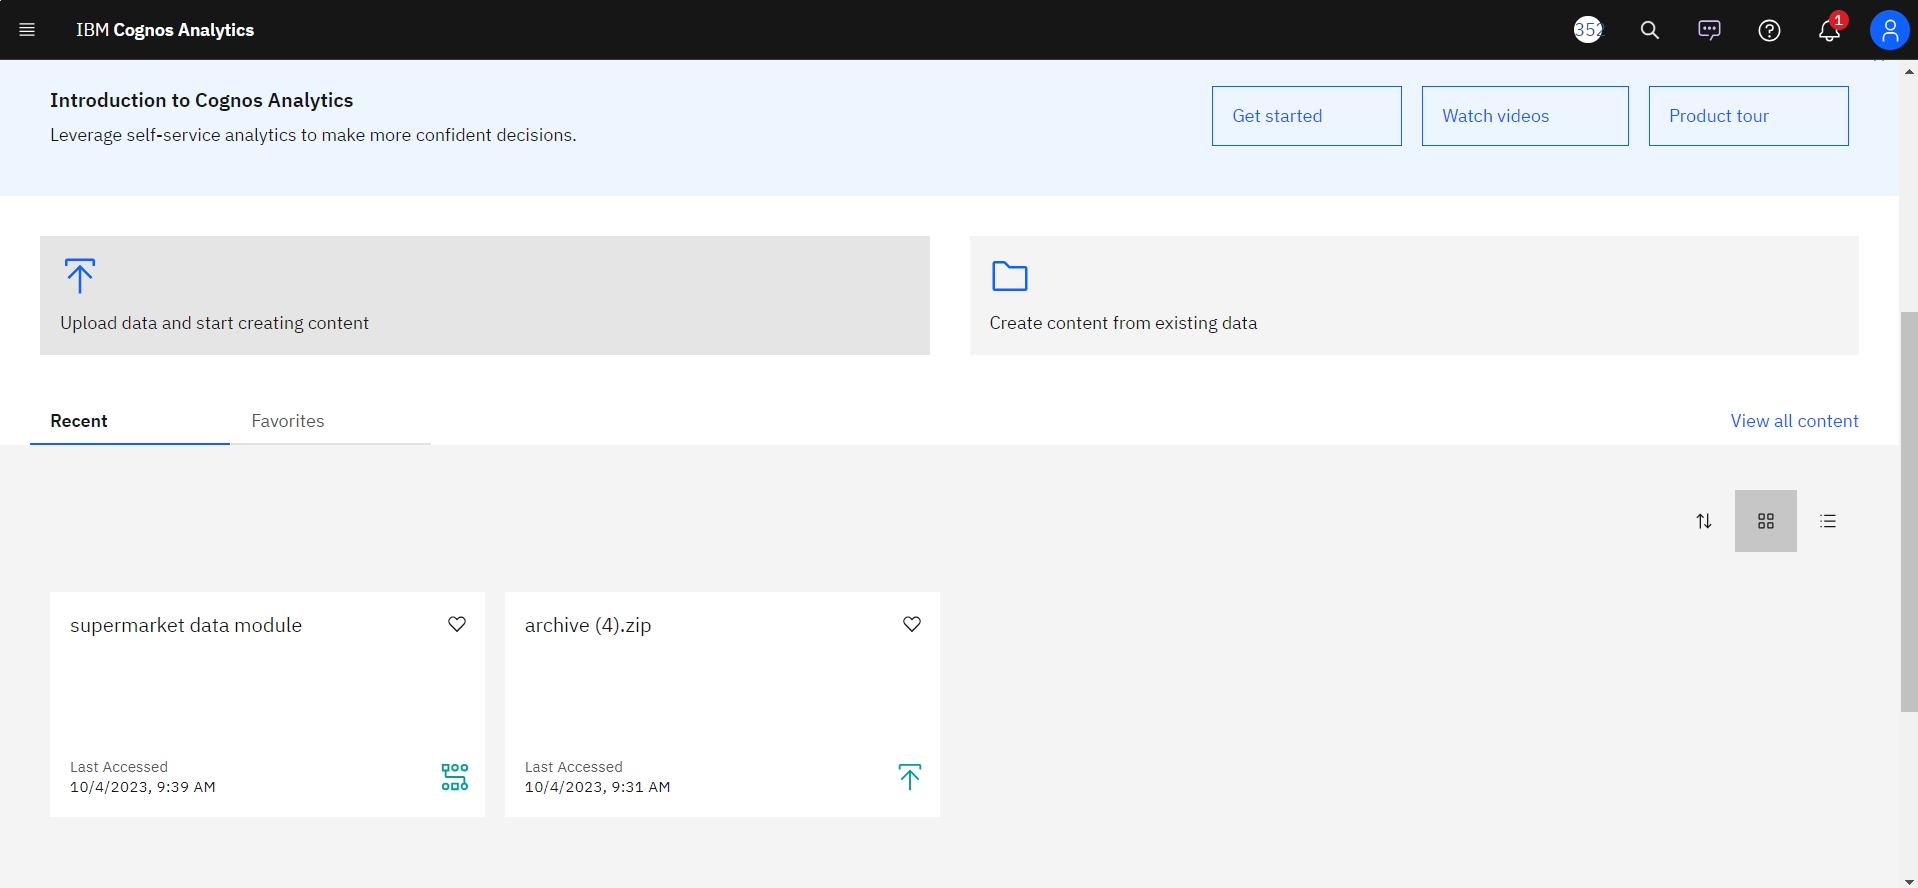 IBM Cognos Analytics
352
1
Introduction to Cognos Analytics
Leverage self-service analytics to make more confident decisions.
Get started
Watch videos
Product tour
Upload data and start creating content
Create content from existing data
Recent
Favorites
View all content
supermarket data module
archive (4).zip
Last Accessed
10/4/2023, 9:39 AM
Last Accessed
10/4/2023, 9:31 AM